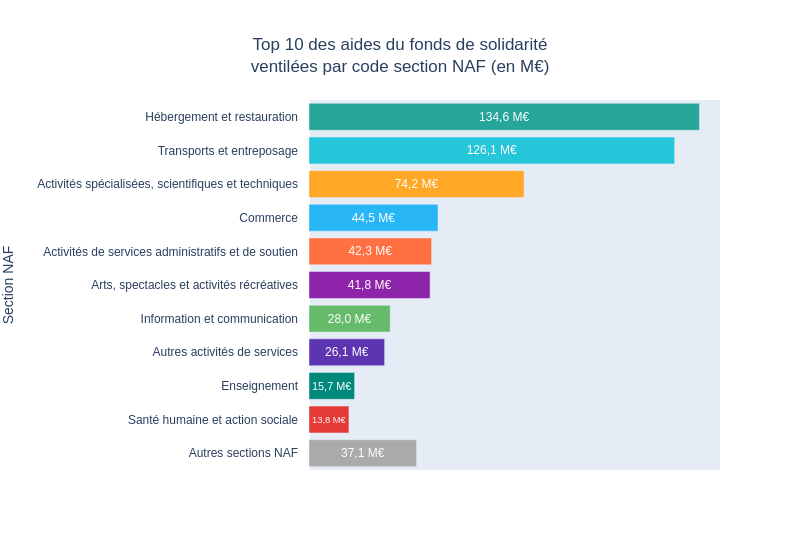 Top 10 des aides du fonds de solidarité
ventilées par code section NAF (en M€)
Section NAF
Hébergement et restauration 134,6 M€
Transports et entreposage 126,1 M€
Activités spécialisées, scientifiques et techniques 74,2 M€
Commerce 44,5 M€
Activités de services administratifs et de soutien 42,3 M€
Arts, spectacles et activités récréatives 41,8 M€
Information et communication 28,0 M€
Autres activités de services 26,1 M€
Enseignement 15,7 M€
Santé humaine et action sociale 13,8 M€
Autres sections NAF 37,1 M€